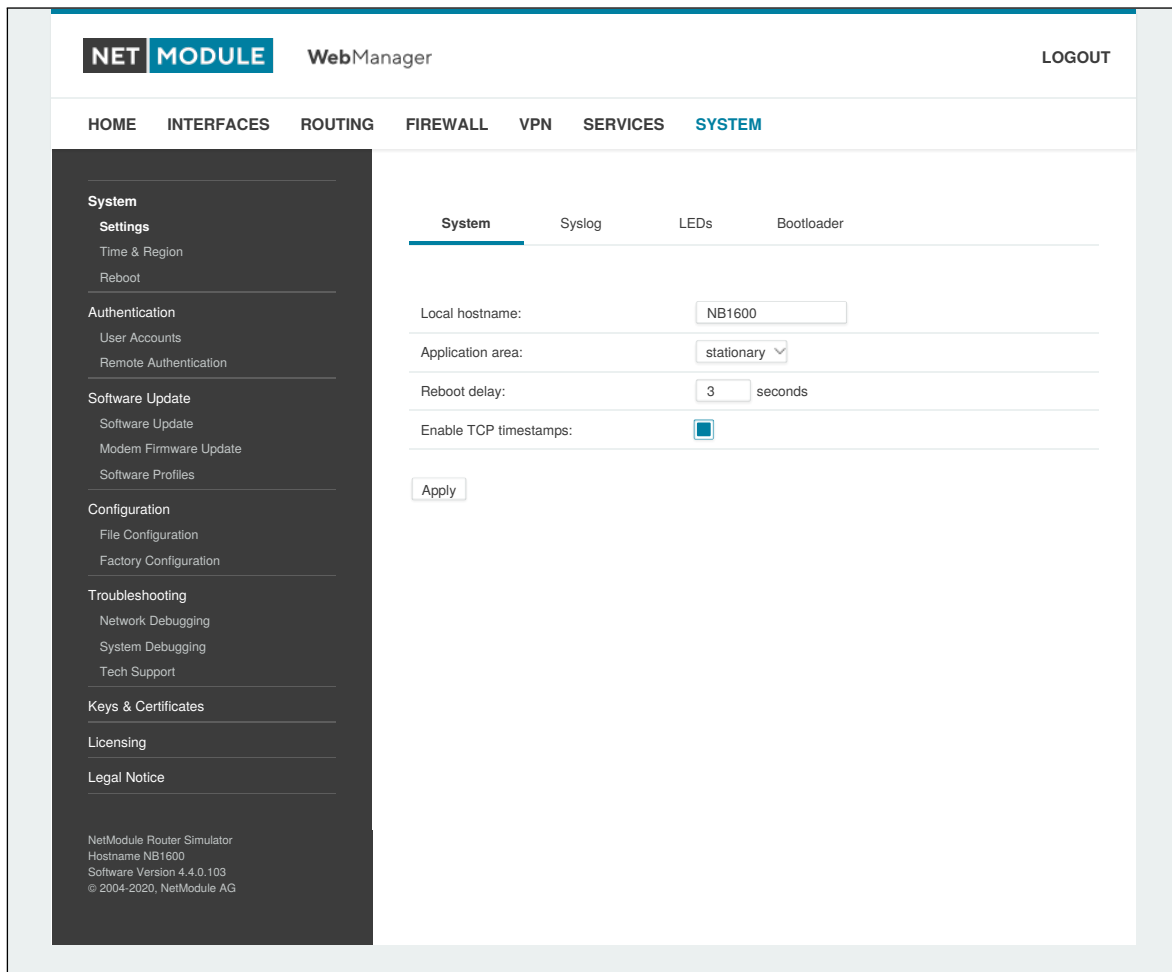 NET MODULE WebManager LOGOUT
HOME INTERFACES ROUTING FIREWALL VPN SERVICES SYSTEM
System
Settings
Time & Region
Reboot
Authentication
User Accounts
Remote Authentication
Software Update
Software Update
Modem Firmware Update
Software Profiles
Configuration
File Configuration
Factory Configuration
Troubleshooting
Network Debugging
System Debugging
Tech Support
Keys & Certificates
Licensing
Legal Notice
NetModule Router Simulator
Hostname NB1600
Software Version 4.4.0.103
© 2004-2020, NetModule AG
System Syslog LEDs Bootloader
Local hostname: NB1600
Application area: stationary
Reboot delay: 3 seconds
Enable TCP timestamps:
Apply